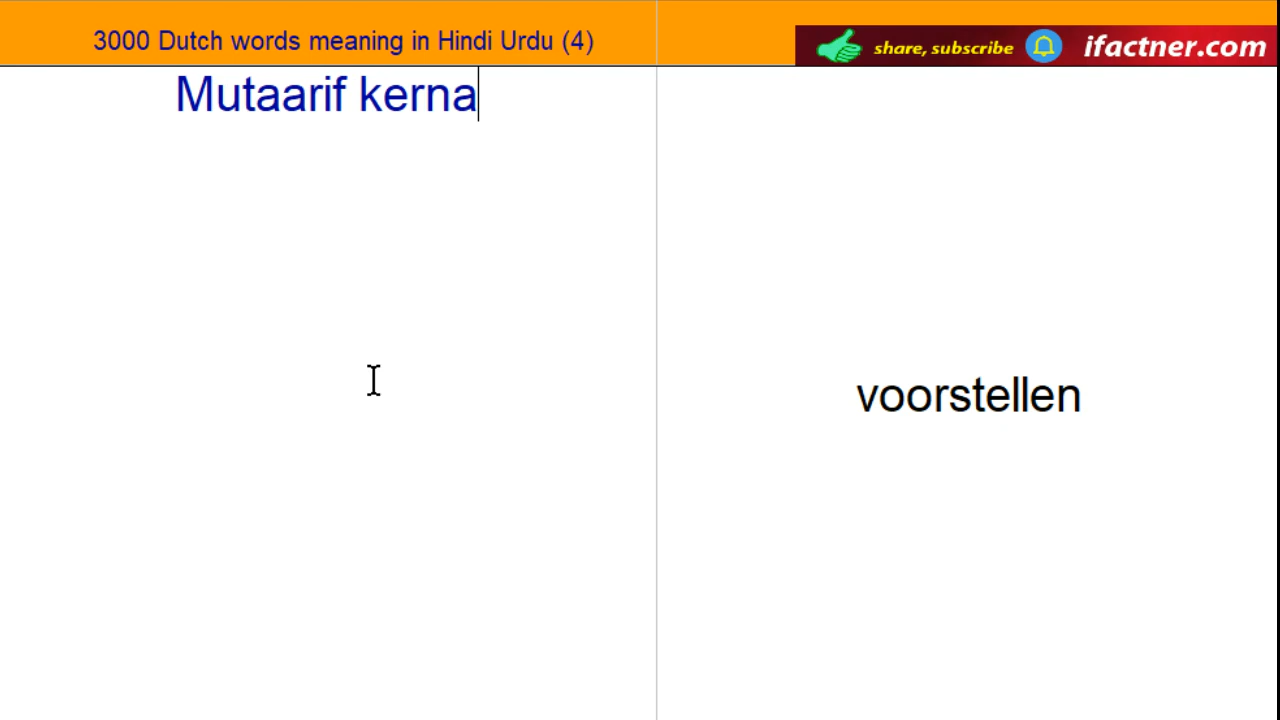 3000 Dutch words meaning in Hindi Urdu (4)
share, subscribe
ifactner.com
Mutaarif kerna
voorstellen